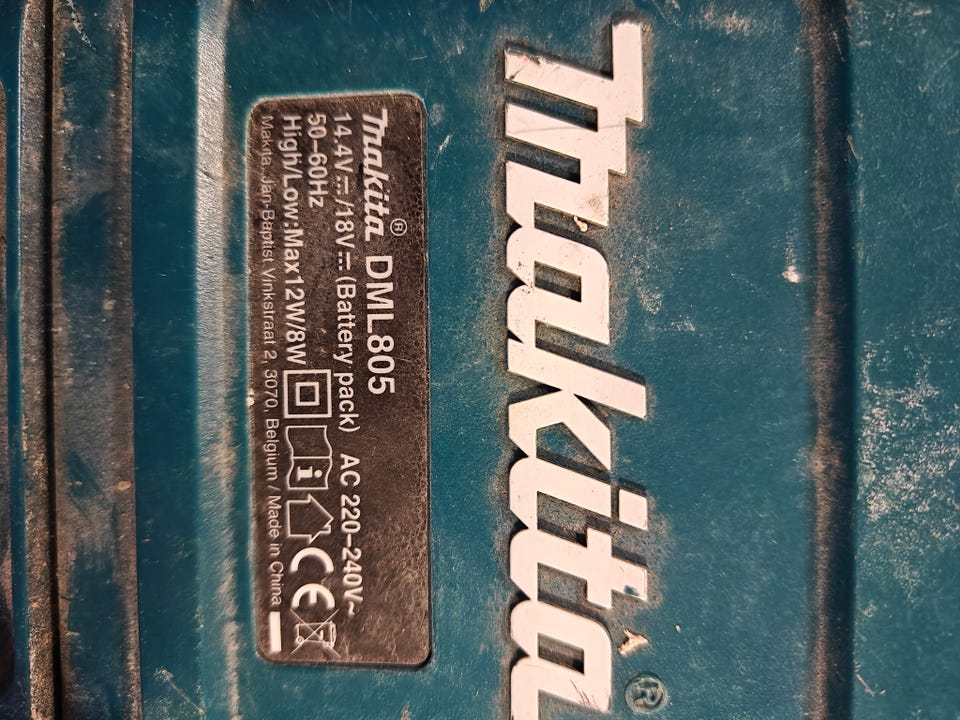 Makita®
Makita® DML805
14.4V⎓/18V⎓(Battery pack) AC 220–240V~
50–60Hz
High/Low:Max12W/8W i CE
Makita, Jan-Baptist Vinkstraat 2, 3070, Belgium / Made in China